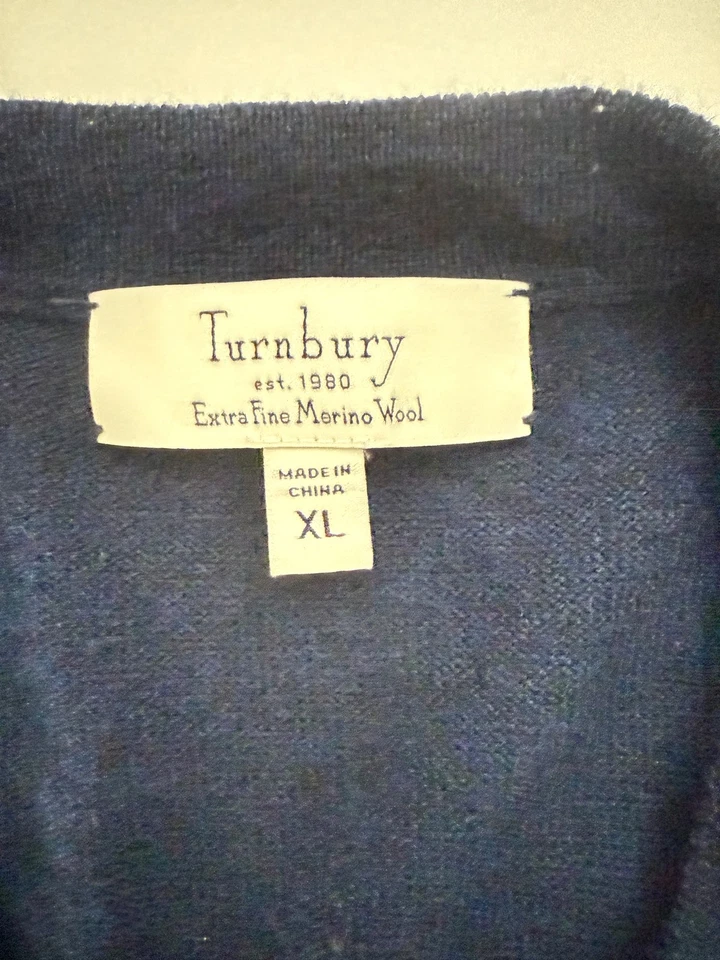 Turnbury
est. 1980
Extra Fine Merino Wool
MADE IN
CHINA
XL